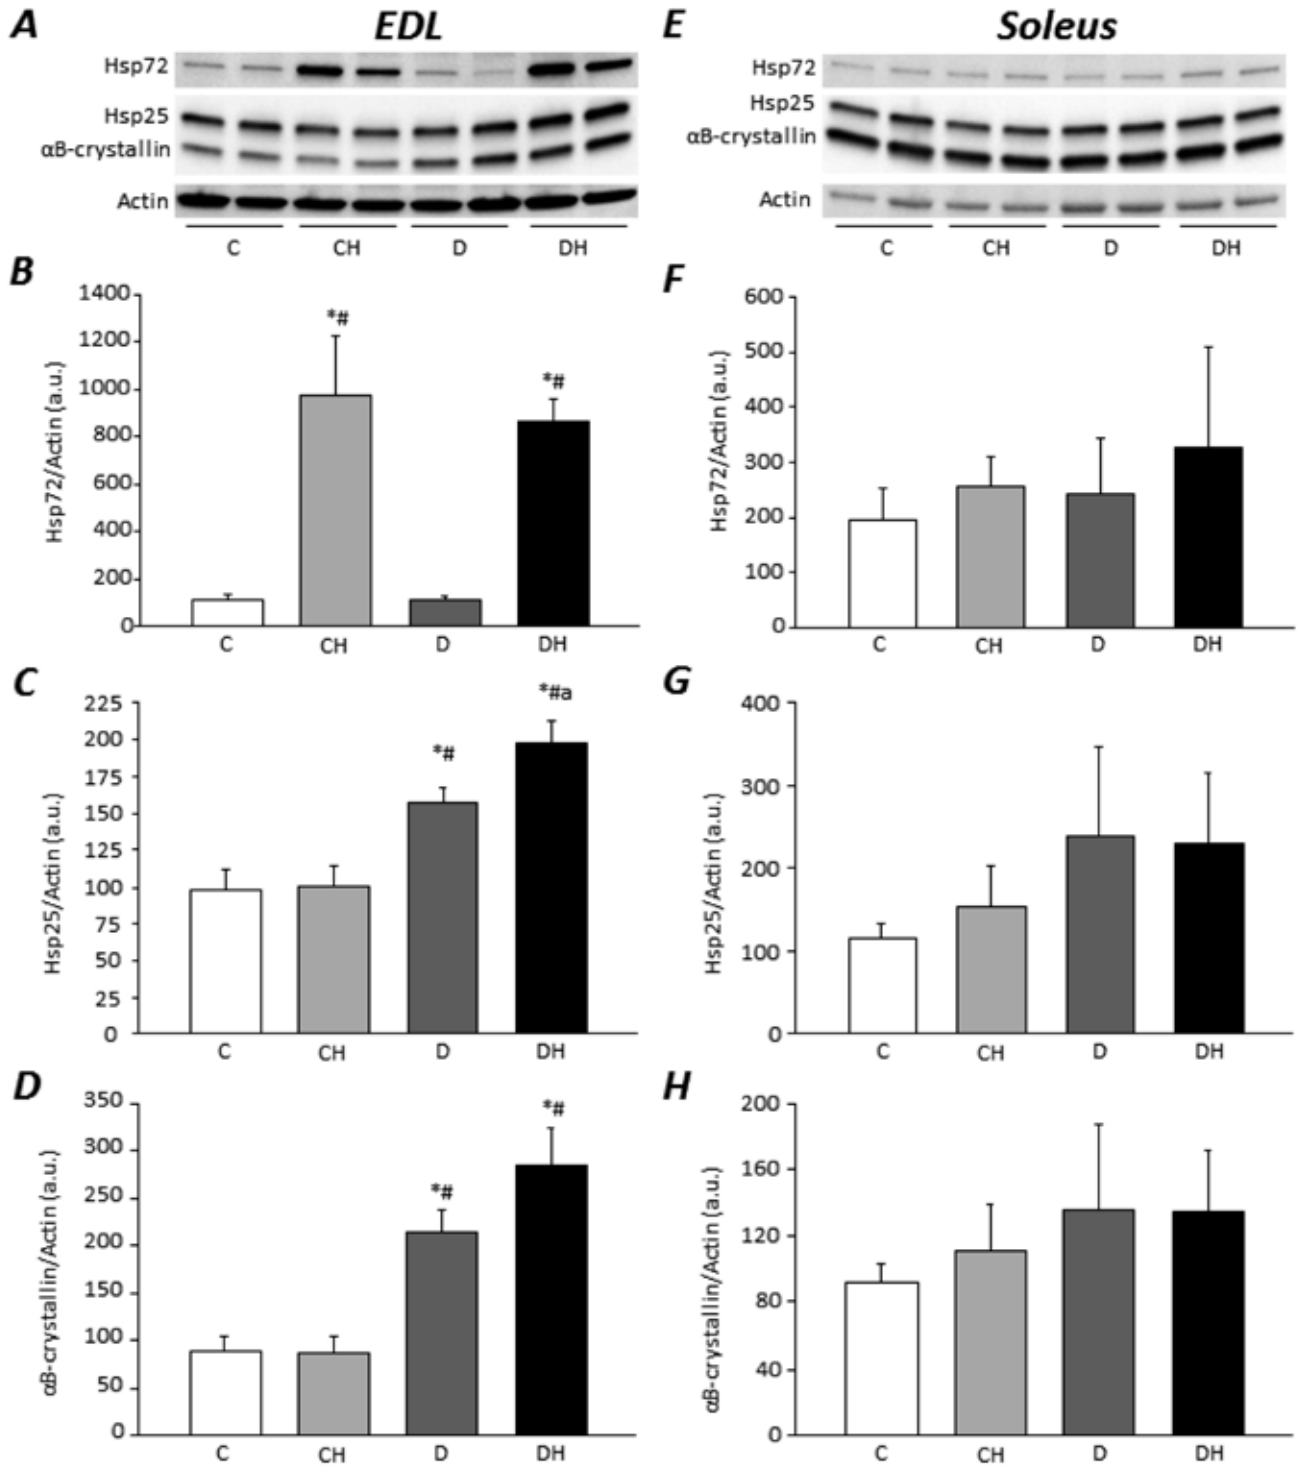 A EDL
Hsp72
Hsp25
αB-crystallin
Actin
C CH D DH
E Soleus
Hsp72
Hsp25
αB-crystallin
Actin
C CH D DH
B
Hsp72/Actin (a.u.)
1400
1200
1000
800
600
400
200
0
*#
*#
C CH D DH
F
Hsp72/Actin (a.u.)
600
500
400
300
200
100
0
C CH D DH
C
Hsp25/Actin (a.u.)
225
200
175
150
125
100
75
50
25
0
*#
*#a
C CH D DH
G
Hsp25/Actin (a.u.)
400
300
200
100
0
C CH D DH
D
αB-crystallin/Actin (a.u.)
350
300
250
200
150
100
50
0
*#
*#
C CH D DH
H
αB-crystallin/Actin (a.u.)
200
160
120
80
40
0
C CH D DH